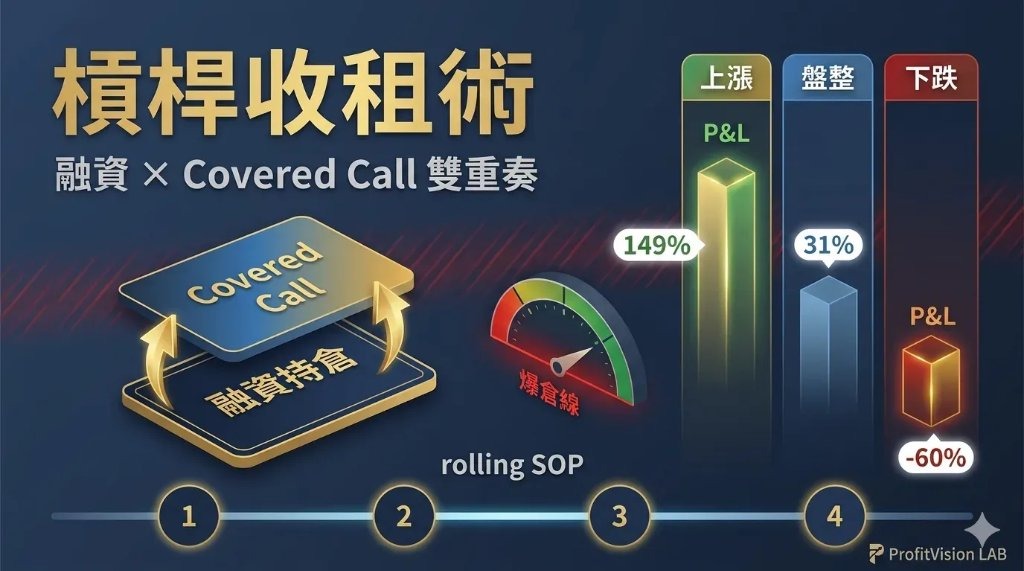 槓桿收租術
融資 × Covered Call 雙重奏
Covered
Call
融資持倉
爆倉線
上漲
P&L
149%
盤整
31%
下跌
P&L
-60%
rolling SOP
1
2
3
4
ProfitVision LAB